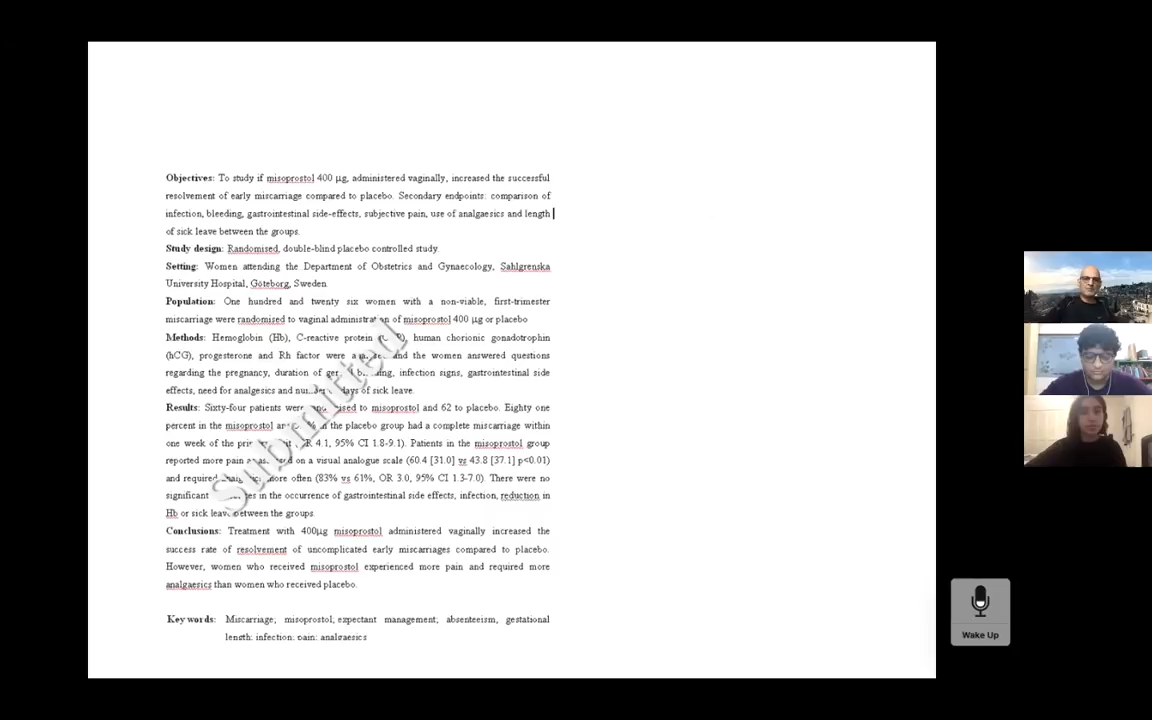 Objectives: To study if misoprostol 400 µg, administered vaginally, increased the successful
resolvement of early miscarriage compared to placebo. Secondary endpoints: comparison of
infection, bleeding, gastrointestinal side-effects, subjective pain, use of analgaesics and length
of sick leave between the groups.
Study design: Randomised, double-blind placebo controlled study.
Setting: Women attending the Department of Obstetrics and Gynaecology, Sahlgrenska
University Hospital, Göteborg, Sweden
Population: One hundred and twenty six women with a non-viable, first-trimester
miscarriage were randomised to vaginal administration of misoprostol 400 µg or placebo
Methods: Hemoglobin (Hb), C-reactive protein human chorionic gonadotrophin
(hCG), progesterone and Rh factor were and the women answered questions
regarding the pregnancy, duration of infection signs, gastrointestinal side
effects, need for analgesics and days of sick leave.
Results: Sixty-four patients were to misoprostol and 62 to placebo. Eighty one
percent in the misoprostol in the placebo group had a complete miscarriage within
one week of the 4.1, 95% CI 1.8-9.1). Patients in the misoprostol group
reported more pain on a visual analogue scale (60.4 [31.0] vs 43.8 [37.1] p<0.01)
and required more often (83% vs 61%, OR 3.0, 95% CI 1.3-7.0). There were no
significant in the occurrence of gastrointestinal side effects, infection, reduction in
Hb or sick leave between the groups.
Conclusions: Treatment with 400µg misoprostol administered vaginally increased the
success rate of resolvement of uncomplicated early miscarriages compared to placebo.
However, women who received misoprostol experienced more pain and required more
analgaesics than women who received placebo.
Key words: Miscarriage; misoprostol; expectant management; absenteeism, gestational
length; infection; pain; analgaesics
Submitted
Wake Up